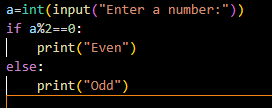 a=int(input("Enter a number:"))
if a%2==0:
    print("Even")
else:
    print("Odd")